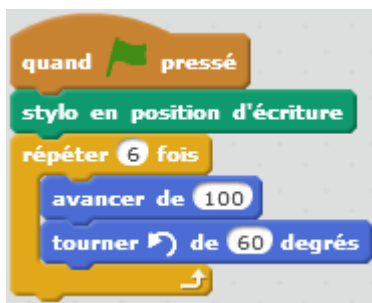 quand pressé
stylo en position d'écriture
répéter 6 fois
avancer de 100
tourner de 60 degrés